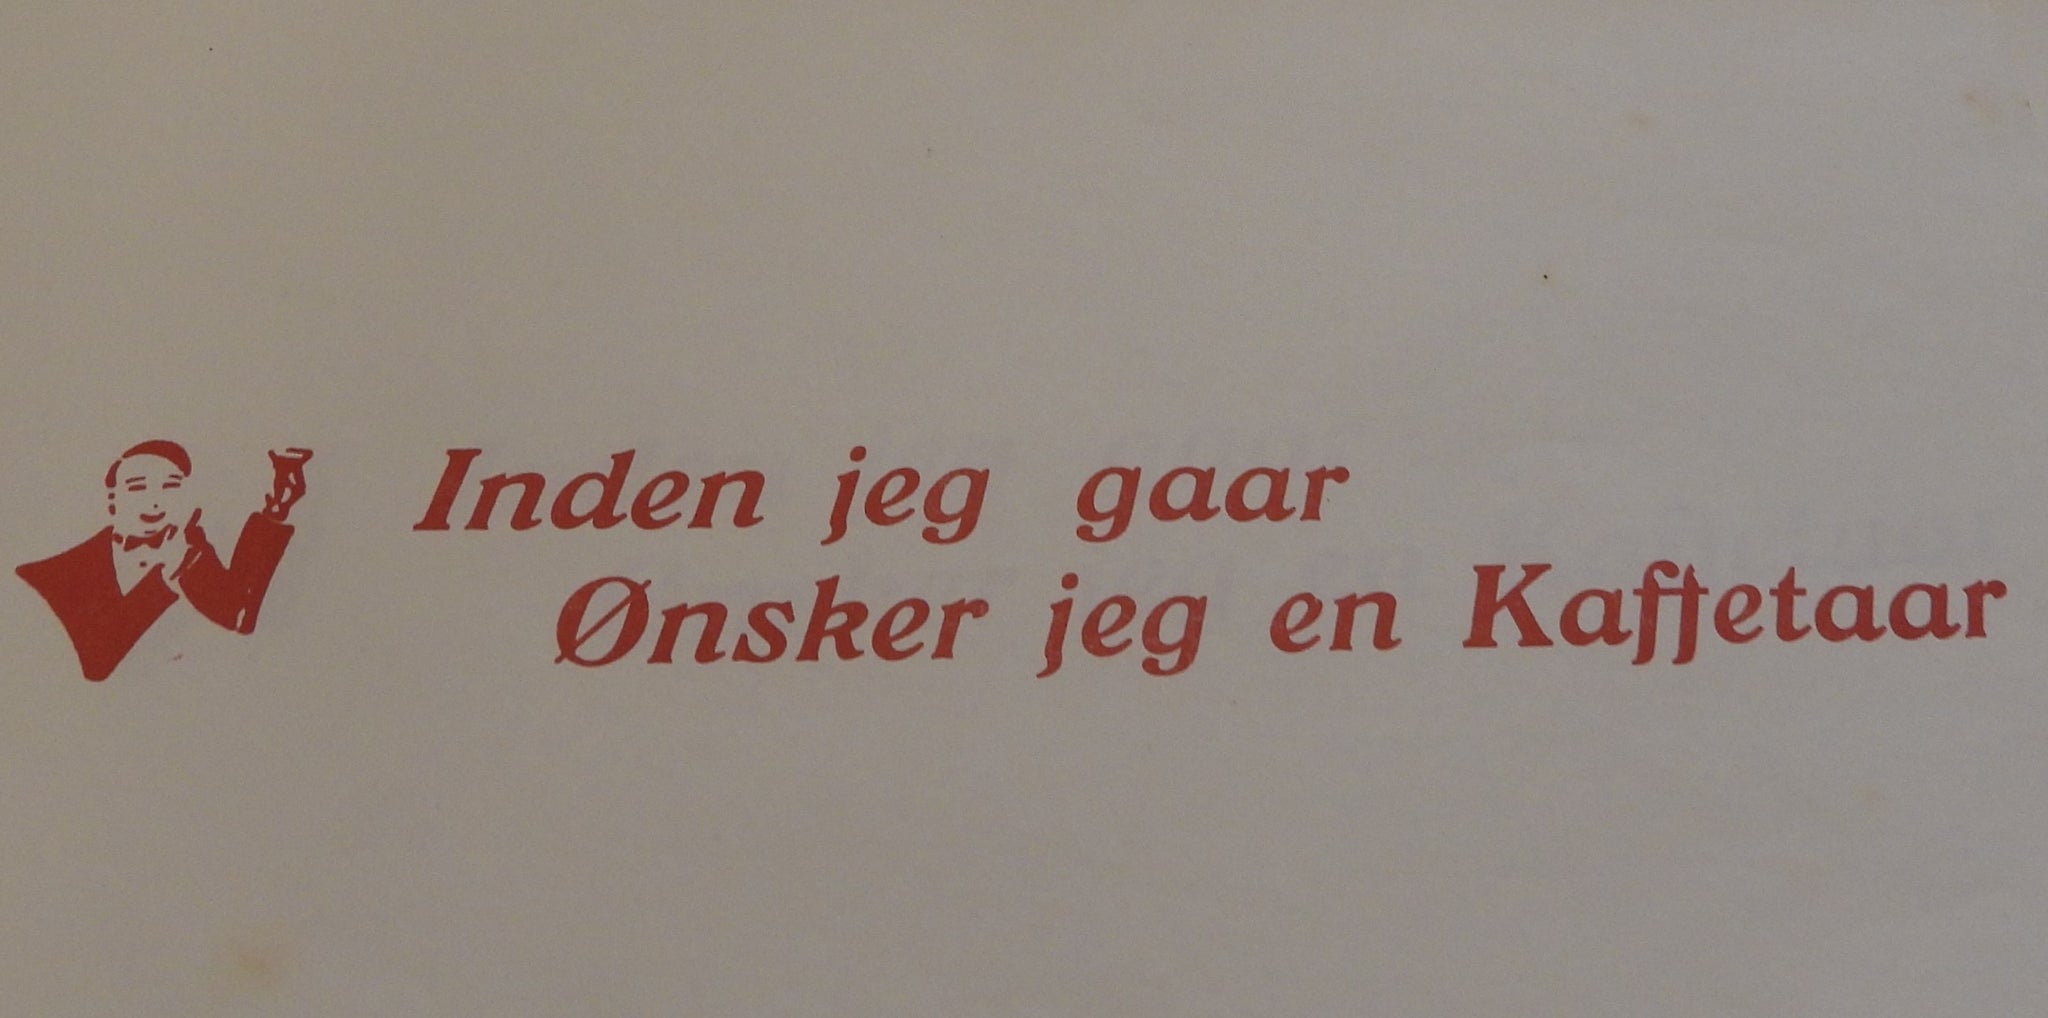 Inden jeg gaar
Ønsker jeg en Kaffetaar